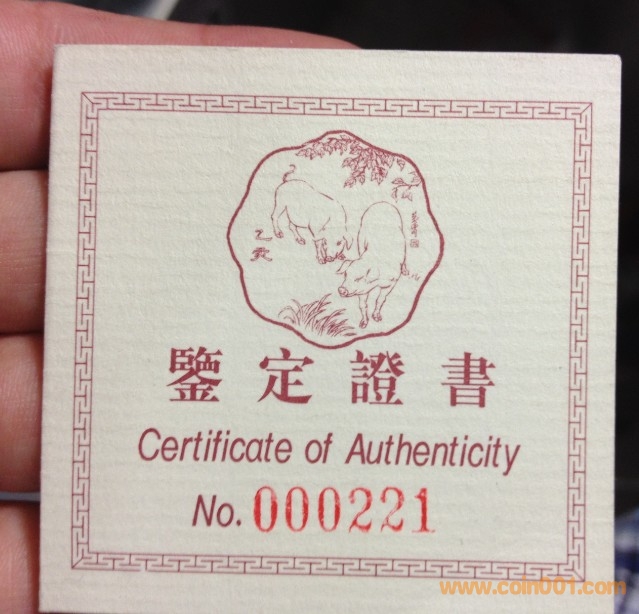 乙亥
鑒定證書
Certificate of Authenticity
No. 000221
www.coin001.com